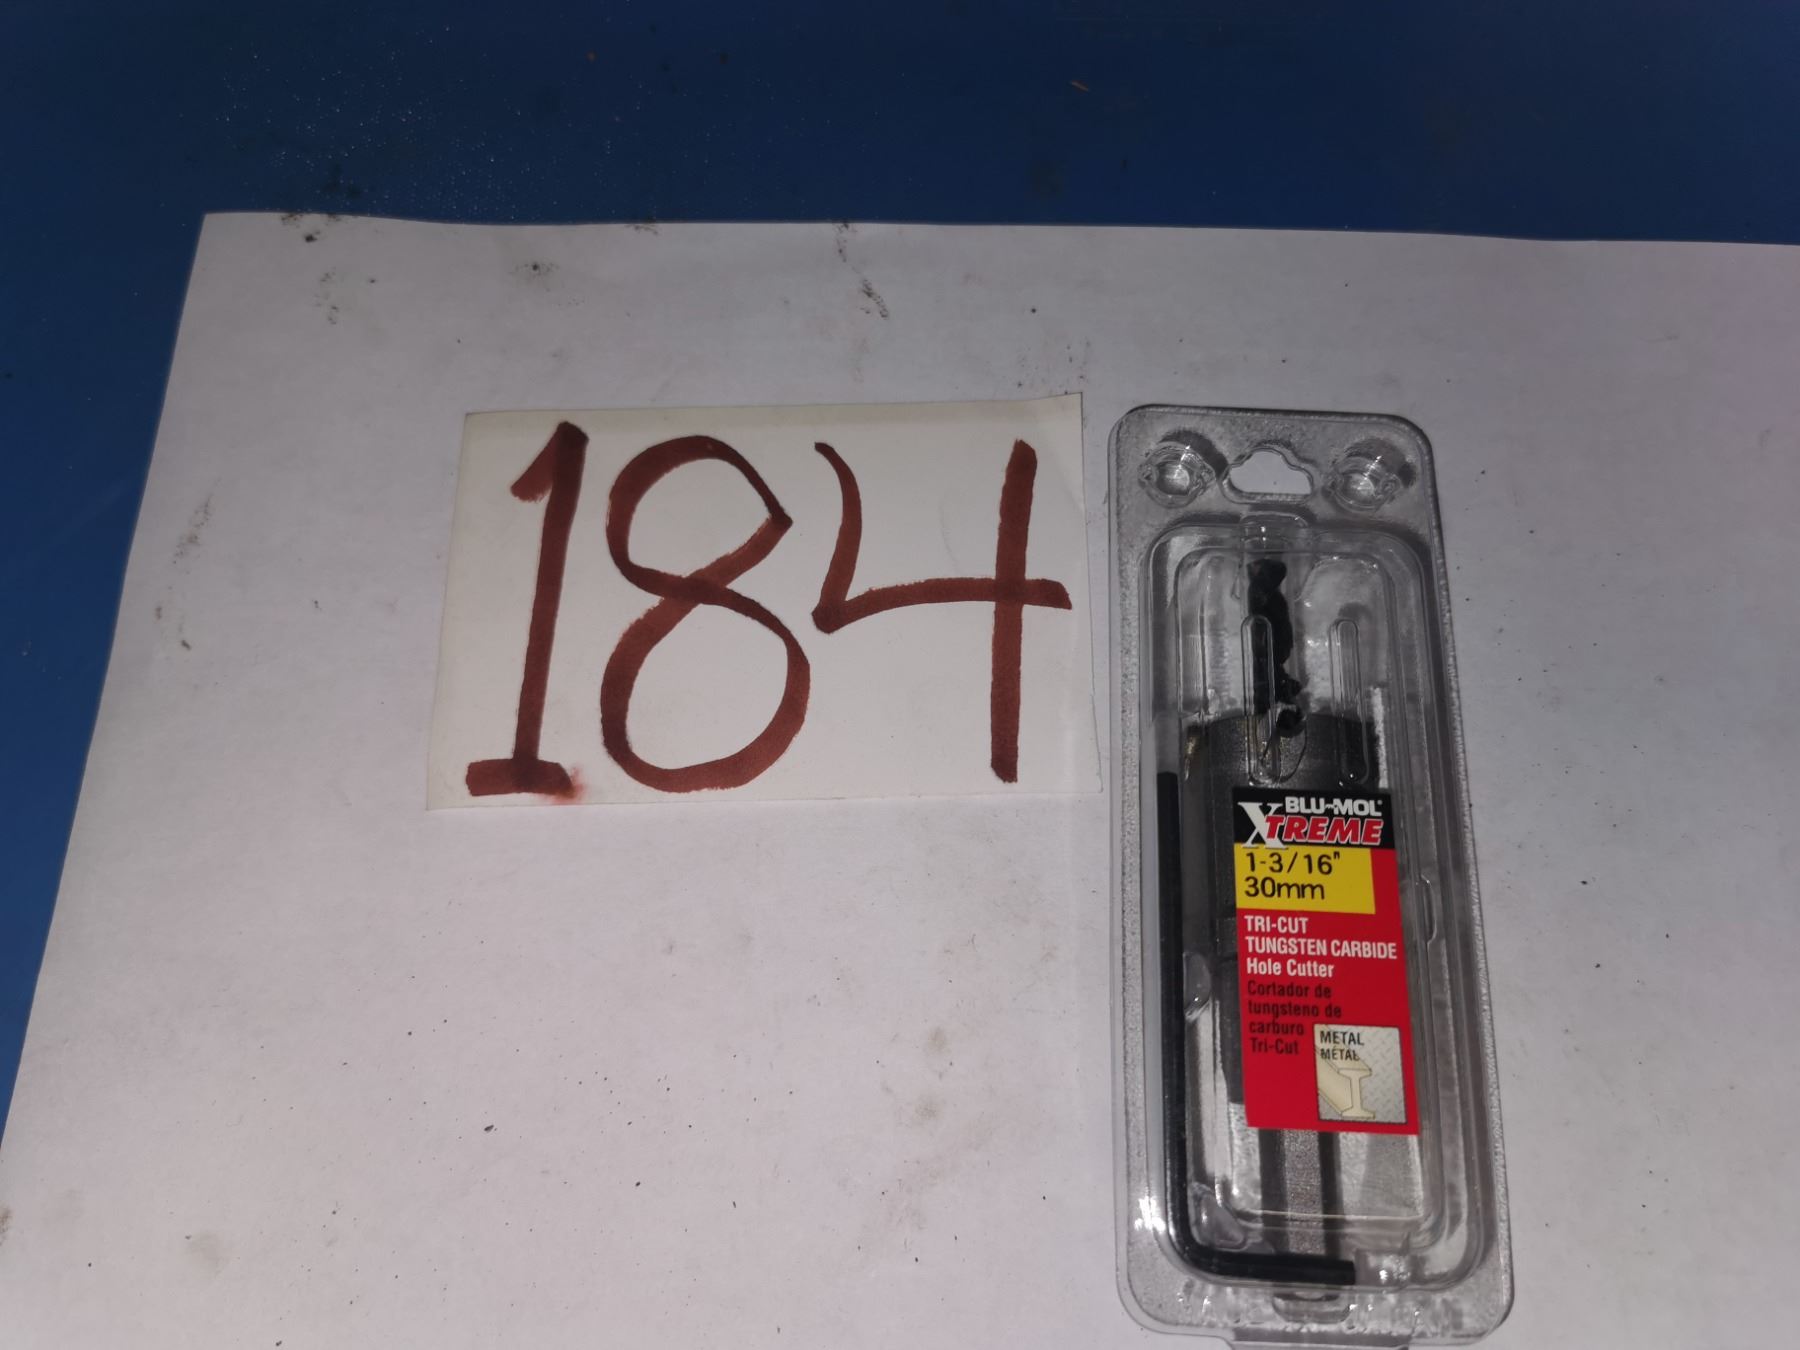 184
BLU-MOL®
XTREME
1-3/16"
30mm
TRI-CUT
TUNGSTEN CARBIDE
Hole Cutter
Cortador de
tungsteno de
carburo
Tri-Cut
METAL
METAL